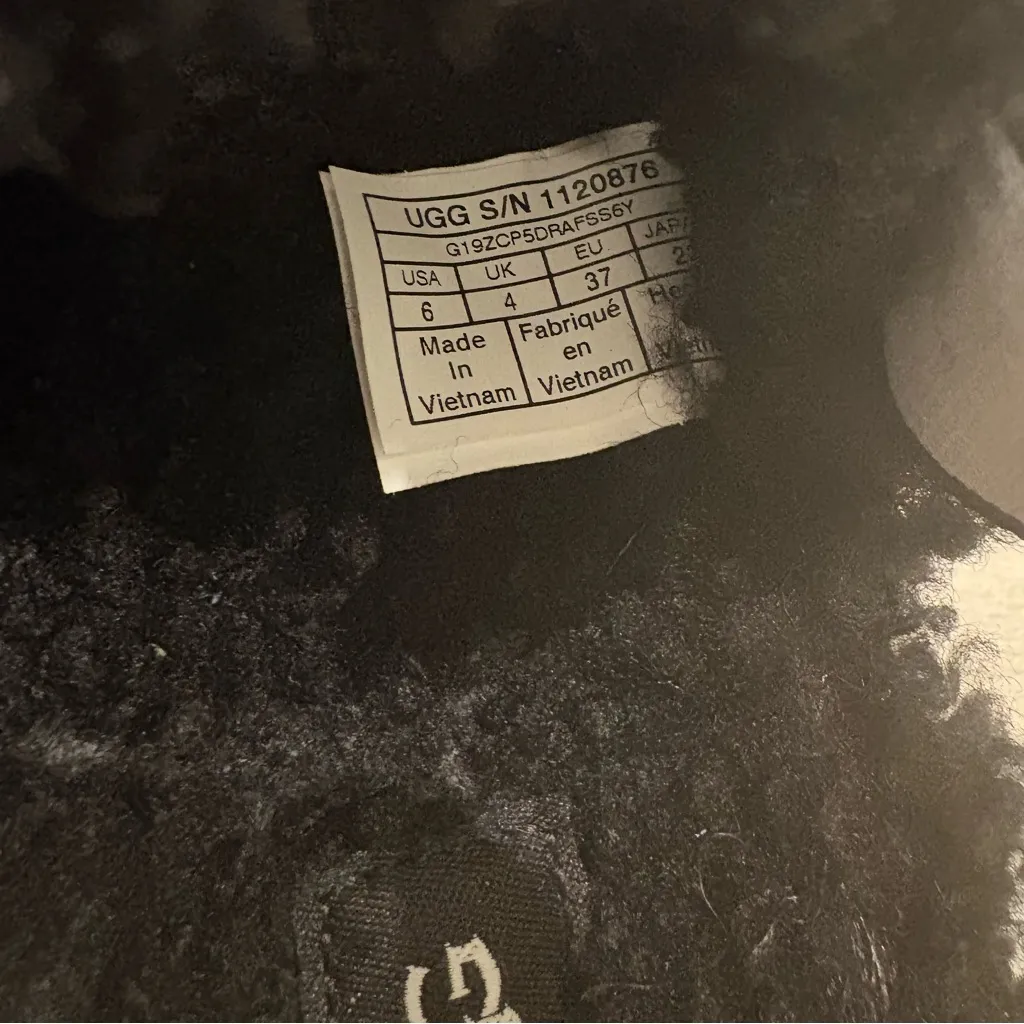 UGG S/N 1120876
G19ZCP5DRAFSS6Y
USA UK EU
6 4 37
Made
In
Vietnam
Fabriqué
en
Vietnam